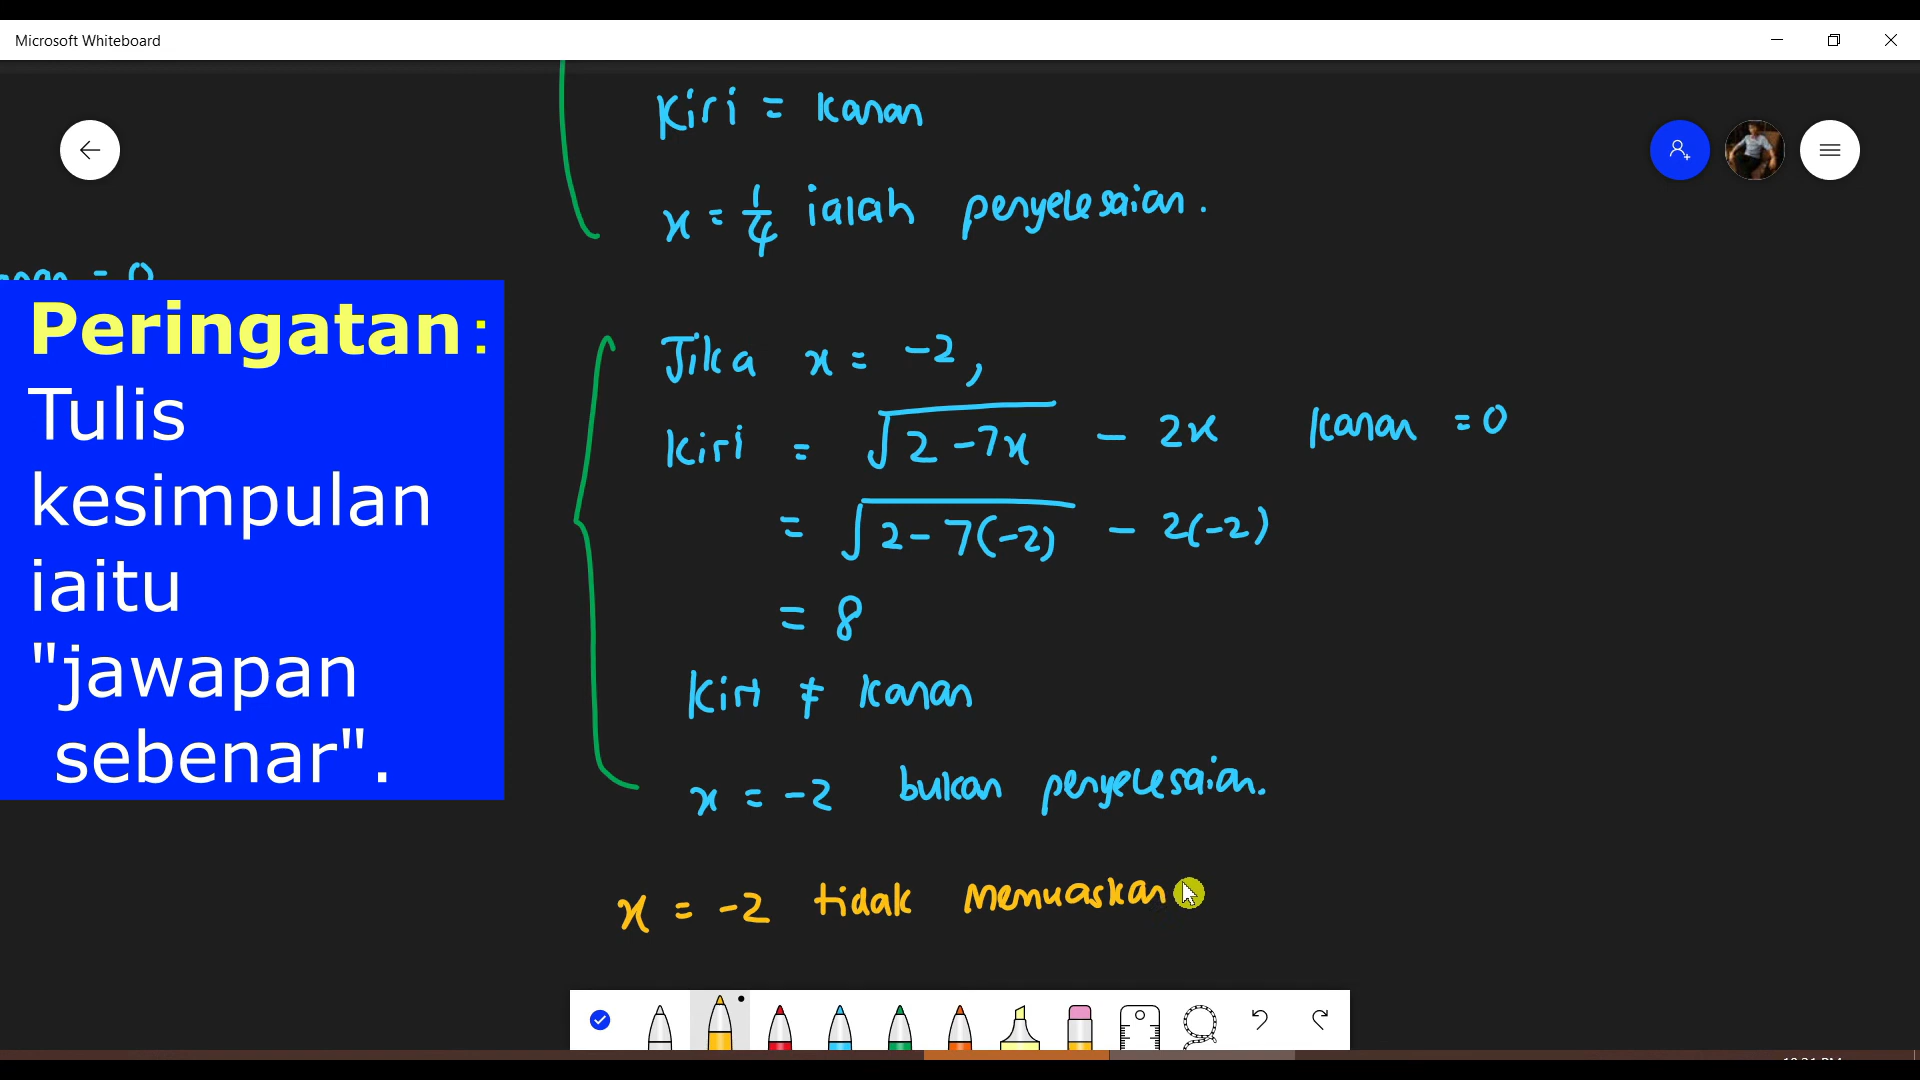 Microsoft Whiteboard
Kiri = kanan
x = 1/4 ialah penyelesaian.
= 0
Peringatan:
Tulis
kesimpulan
iaitu
"jawapan
sebenar".
Jika x = -2,
kiri = √(2 - 7x) - 2x kanan = 0
= √(2 - 7(-2)) - 2(-2)
= 8
Kiri ≠ kanan
x = -2 bukan penyelesaian.
x = -2 tidak memuaskan